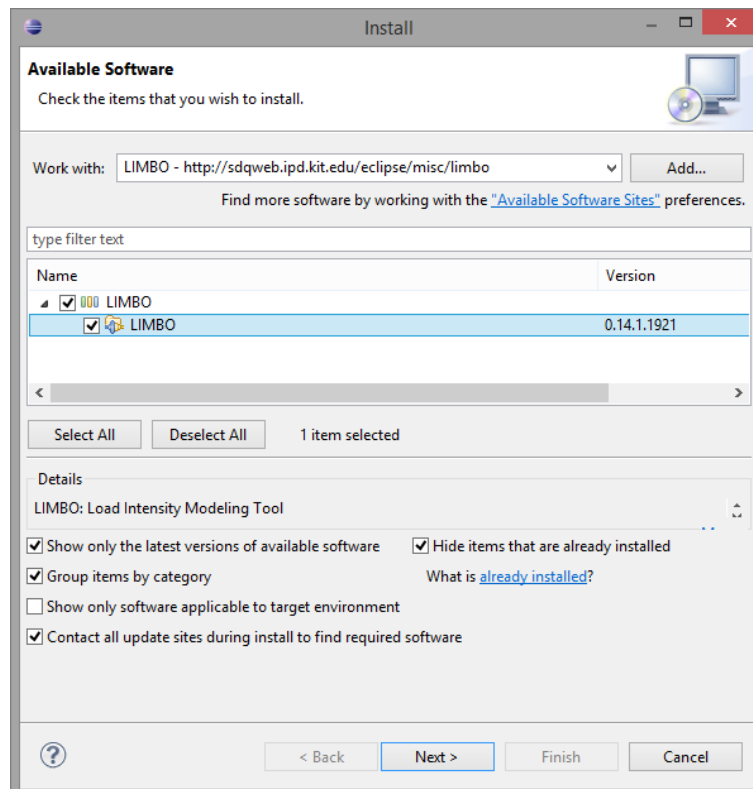 Install
Available Software
Check the items that you wish to install.
Work with: LIMBO - http://sdqweb.ipd.kit.edu/eclipse/misc/limbo Add...
Find more software by working with the "Available Software Sites" preferences.
type filter text
Name Version
LIMBO
LIMBO 0.14.1.1921
Select All Deselect All 1 item selected
Details
LIMBO: Load Intensity Modeling Tool
Show only the latest versions of available software Hide items that are already installed
Group items by category What is already installed?
Show only software applicable to target environment
Contact all update sites during install to find required software
? < Back Next > Finish Cancel